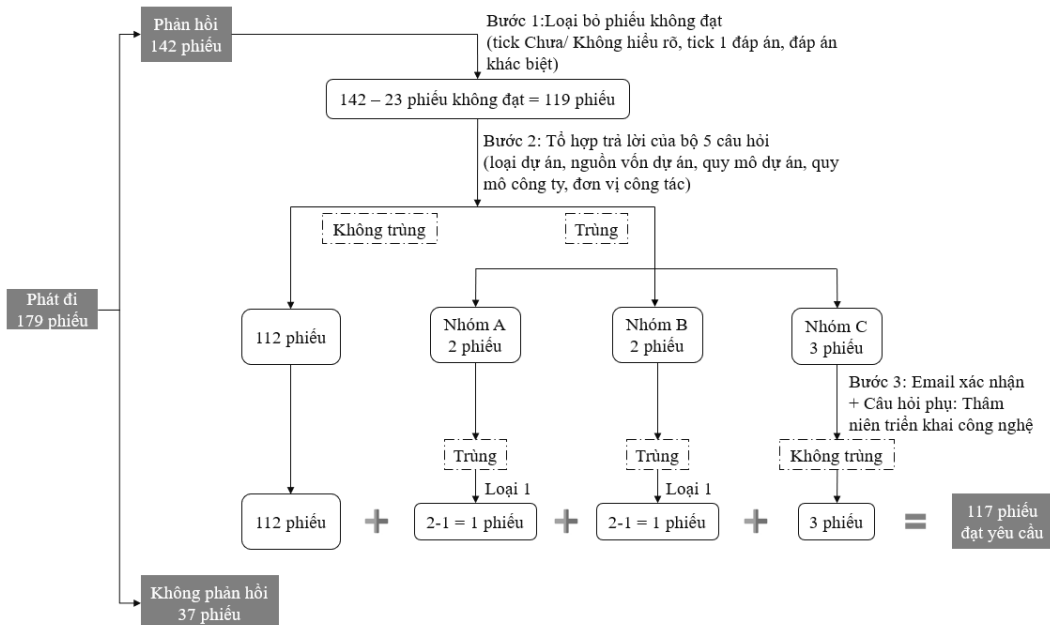 Phản hồi
142 phiếu
Bước 1:Loại bỏ phiếu không đạt
(tick Chưa/ Không hiểu rõ, tick 1 đáp án, đáp án
khác biệt)
142 – 23 phiếu không đạt = 119 phiếu
Bước 2: Tổ hợp trả lời của bộ 5 câu hỏi
(loại dự án, nguồn vốn dự án, quy mô dự án, quy
mô công ty, đơn vị công tác)
Không trùng
Trùng
Phát đi
179 phiếu
112 phiếu
Nhóm A
2 phiếu
Nhóm B
2 phiếu
Nhóm C
3 phiếu
Bước 3: Email xác nhận
+ Câu hỏi phụ: Thâm
niên triển khai công nghệ
Trùng
Trùng
Không trùng
Loại 1
Loại 1
112 phiếu
+
2-1 = 1 phiếu
+
2-1 = 1 phiếu
+
3 phiếu
=
117 phiếu
đạt yêu cầu
Không phản hồi
37 phiếu